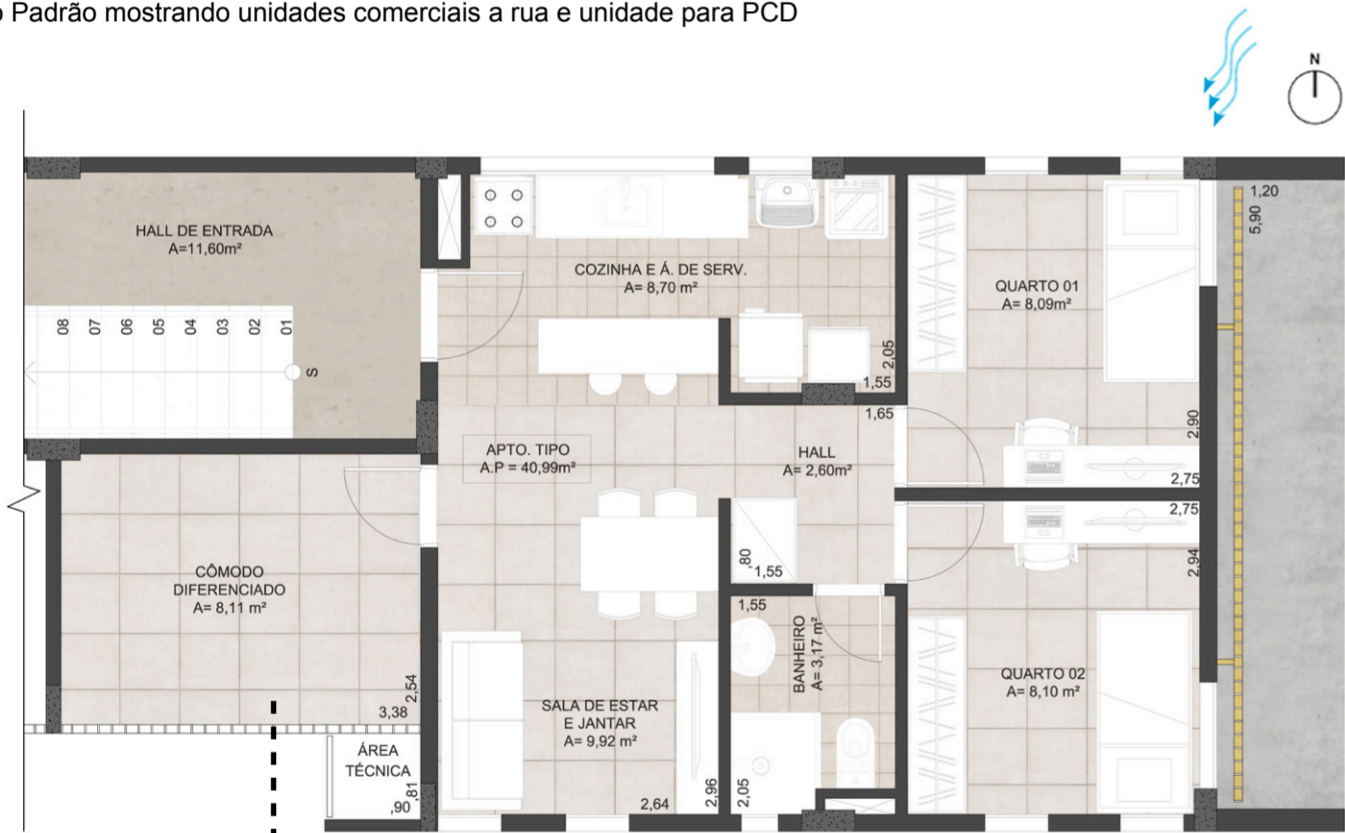 o Padrão mostrando unidades comerciais a rua e unidade para PCD
N
HALL DE ENTRADA
A=11,60m²
08
07
06
05
04
03
02
01
S
COZINHA E Á. DE SERV.
A= 8,70 m²
2,05
1,55
QUARTO 01
A= 8,09m²
2,90
2,75
1,20
5,90
APTO. TIPO
A.P = 40,99m²
1,65
HALL
A= 2,60m²
,80
1,55
2,75
2,94
CÔMODO
DIFERENCIADO
A= 8,11 m²
2,54
3,38
ÁREA
TÉCNICA
,81
,90
SALA DE ESTAR
E JANTAR
A= 9,92 m²
2,64
2,96
1,55
BANHEIRO
A= 3,17 m²
2,05
QUARTO 02
A= 8,10 m²